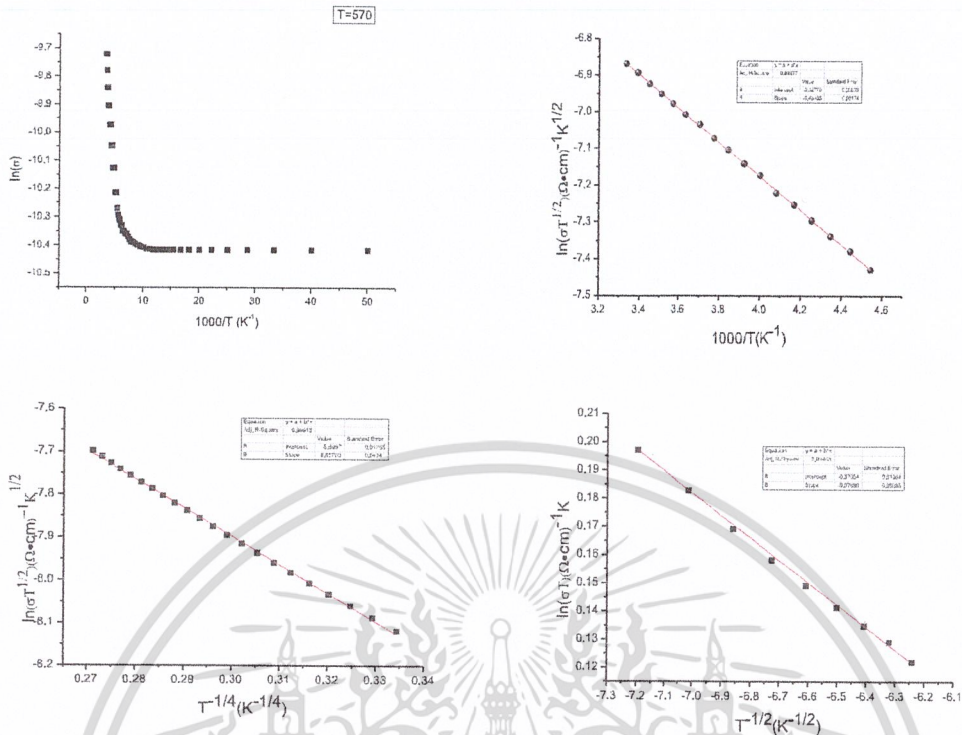 T=570
ln(σ)
-9.7
-9.8
-9.9
-10.0
-10.1
-10.2
-10.3
-10.4
-10.5
0 10 20 30 40 50
1000/T (K⁻¹)
ln(σT^1/2)(Ω•cm)⁻¹K^1/2
-6.8
-6.9
-7.0
-7.1
-7.2
-7.3
-7.4
-7.5
3.2 3.4 3.6 3.8 4.0 4.2 4.4 4.6
1000/T(K⁻¹)
Equation
Value Standard Error
Intercept
Slope
ln(σT^1/2)(Ω•cm)⁻¹K^1/2
-7,6
-7,7
-7,8
-7,9
-8,0
-8,1
-8,2
0.27 0.28 0.29 0.30 0.31 0.32 0.33 0.34
T^-1/4(K^-1/4)
Equation y = a + b*x
Adj. R-Square
Value Standard Error
Intercept
Slope
ln(σT)(Ω•cm)⁻¹K
0,21
0,20
0,19
0,18
0,17
0,16
0,15
0,14
0,13
0,12
-7.3 -7.2 -7.1 -7.0 -6.9 -6.8 -6.7 -6.6 -6.5 -6.4 -6.3 -6.2 -6.1
T^-1/2(K^-1/2)
Equation y = a + b*x
Adj. R-Square
Value Standard Error
Intercept
Slope